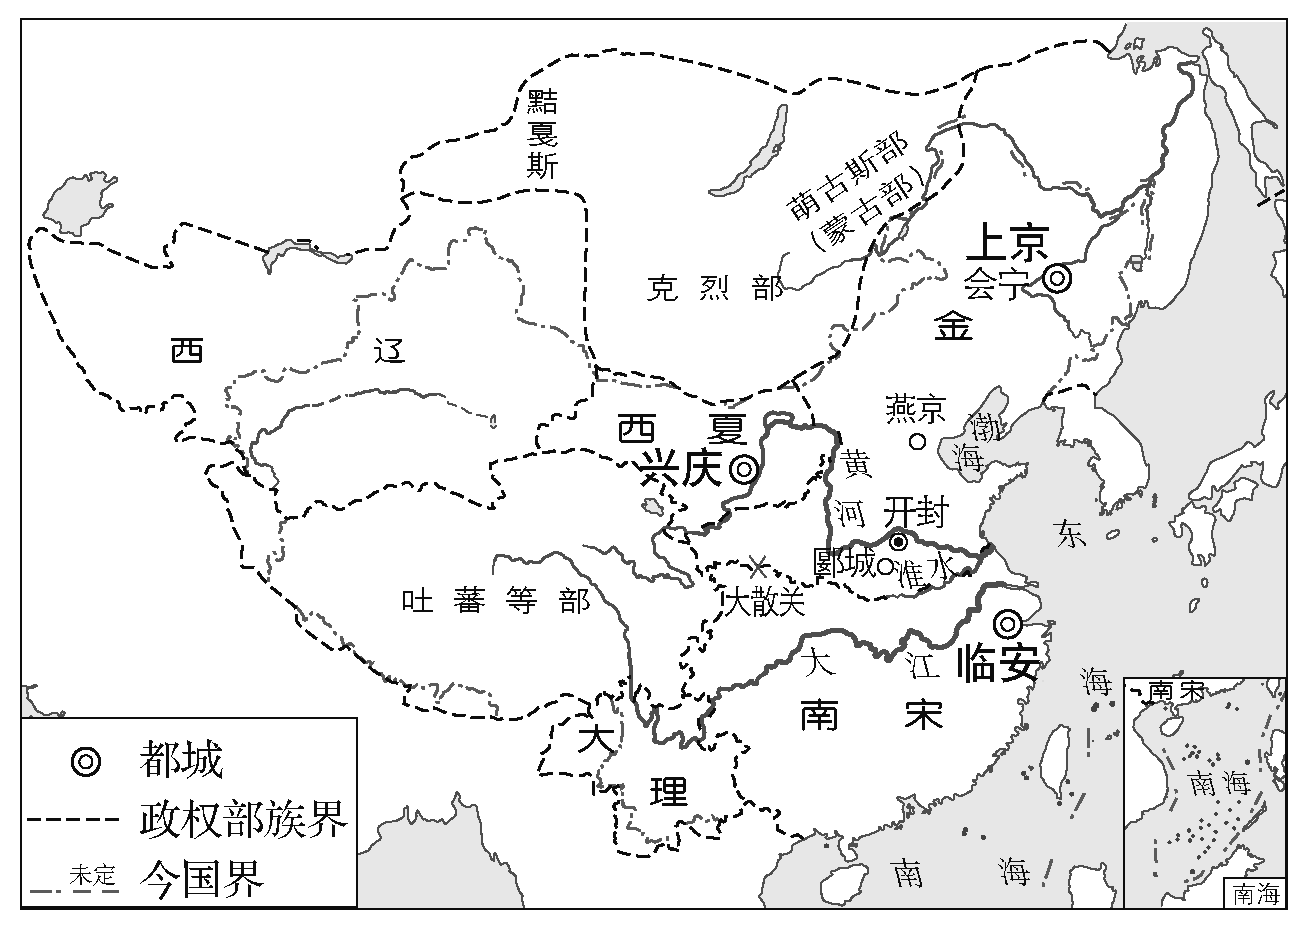 黠戛斯
萌古斯部
(蒙古部)
上京
会宁
克烈部
金
西辽
燕京
渤海
西夏
兴庆
黄河
开封
东海
郾城
淮水
大散关
吐蕃等部
临安
大江
南宋
大理
南海
都城
政权部族界
未定
今国界
南宋
南海
南海